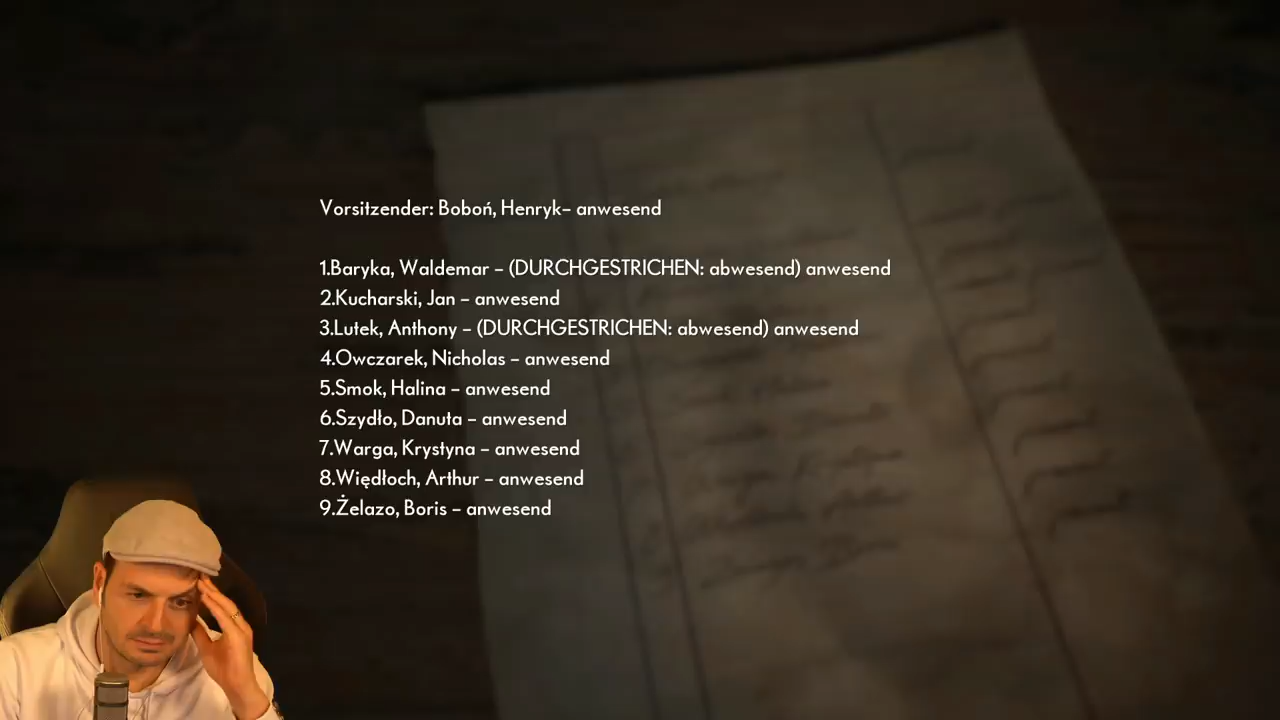 Vorsitzender: Boboń, Henryk– anwesend
1.Baryka, Waldemar – (DURCHGESTRICHEN: abwesend) anwesend
2.Kucharski, Jan – anwesend
3.Lutek, Anthony – (DURCHGESTRICHEN: abwesend) anwesend
4.Owczarek, Nicholas – anwesend
5.Smok, Halina – anwesend
6.Szydło, Danuta – anwesend
7.Warga, Krystyna – anwesend
8.Więdłoch, Arthur – anwesend
9.Żelazo, Boris – anwesend